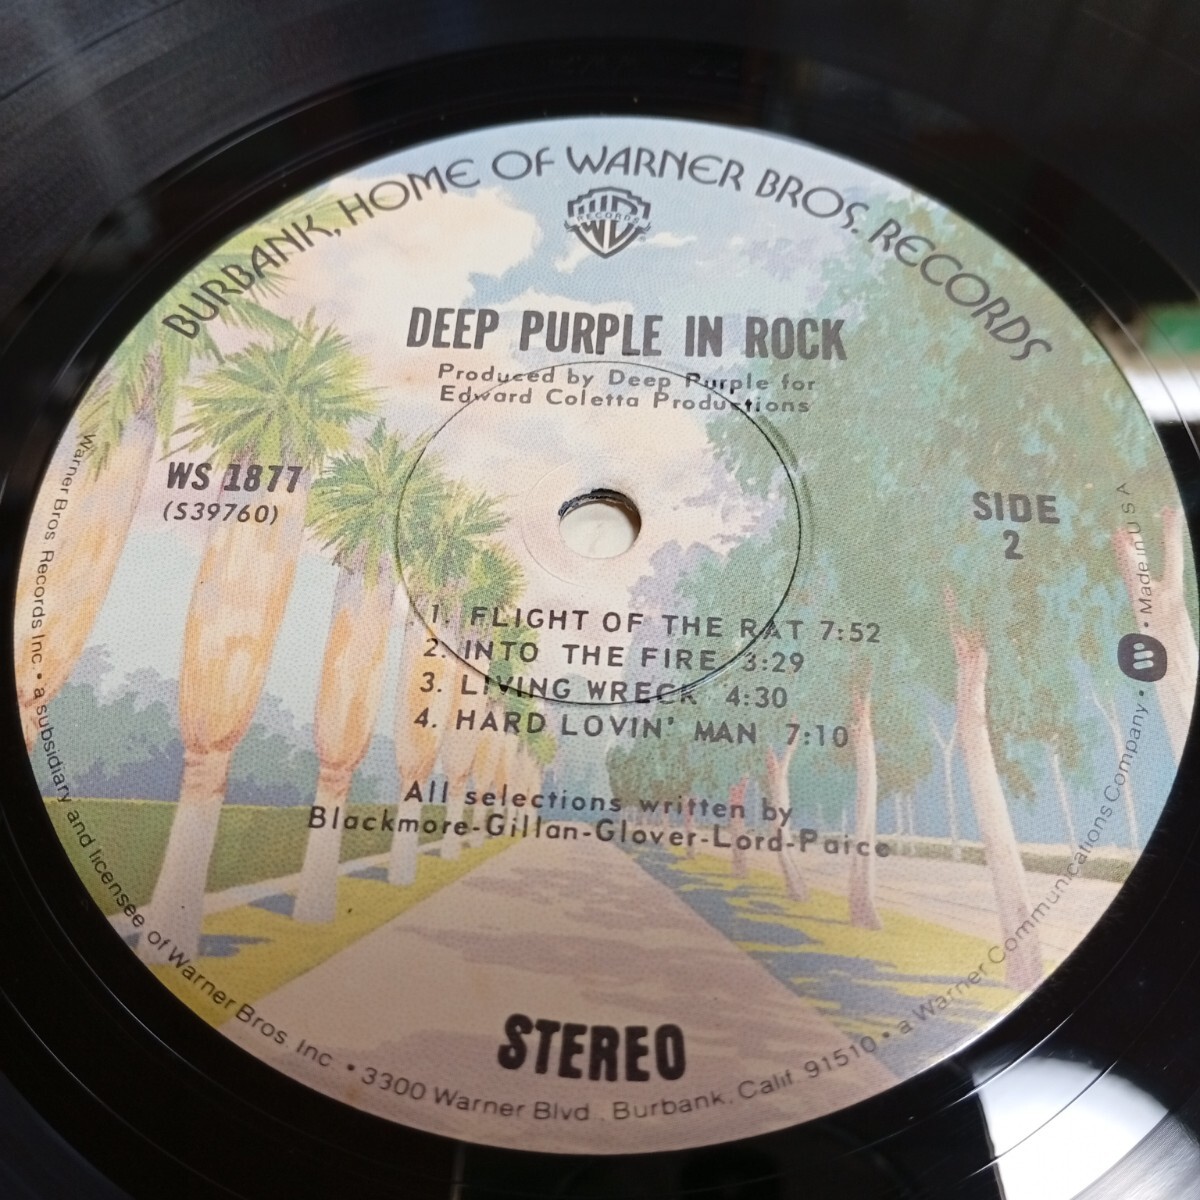 BURBANK, HOME OF WARNER BROS. RECORDS
W RECORDS
DEEP PURPLE IN ROCK
Produced by Deep Purple for
Edward Coletta Productions
WS 1877
(S39760)
SIDE
2
1. FLIGHT OF THE RAT 7:52
2. INTO THE FIRE 3:29
3. LIVING WRECK 4:30
4. HARD LOVIN' MAN 7:10
All selections written by
Blackmore-Gillan-Glover-Lord-Paice
STEREO
Warner Bros Records Inc. • a subsidiary and licensee of Warner Bros. Inc. • 3300 Warner Blvd., Burbank, Calif. 91510 • a Warner Communications Company • W • Made in U S A